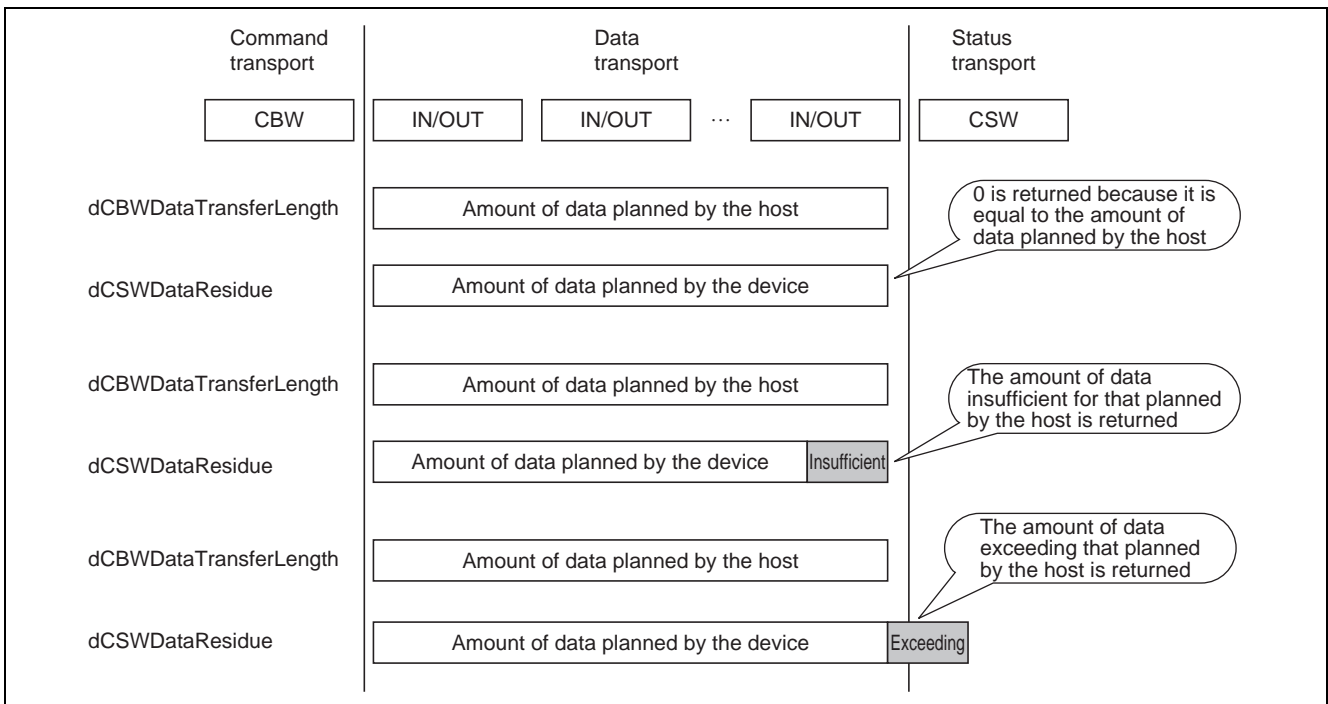 Command
transport
Data
transport
Status
transport
CBW
IN/OUT
IN/OUT
...
IN/OUT
CSW
dCBWDataTransferLength
Amount of data planned by the host
0 is returned because it is
equal to the amount of
data planned by the host
dCSWDataResidue
Amount of data planned by the device
dCBWDataTransferLength
Amount of data planned by the host
The amount of data
insufficient for that planned
by the host is returned
dCSWDataResidue
Amount of data planned by the device
Insufficient
dCBWDataTransferLength
Amount of data planned by the host
The amount of data
exceeding that planned
by the host is returned
dCSWDataResidue
Amount of data planned by the device
Exceeding